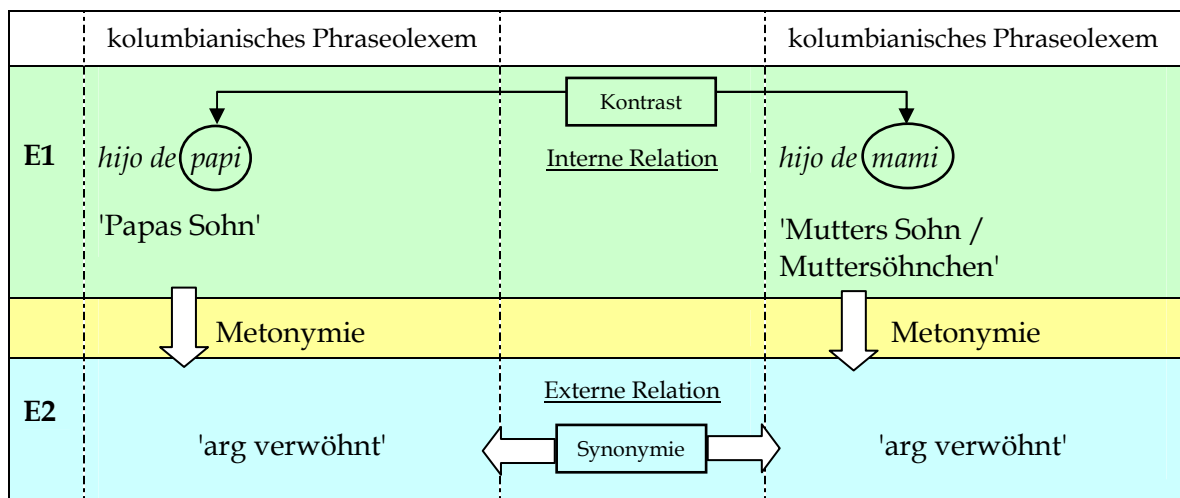 kolumbianisches Phraseolexem kolumbianisches Phraseolexem
Kontrast
E1 hijo de papi Interne Relation hijo de mami
'Papas Sohn' 'Mutters Sohn /
Muttersöhnchen'
Metonymie Metonymie
Externe Relation
E2
'arg verwöhnt' Synonymie 'arg verwöhnt'